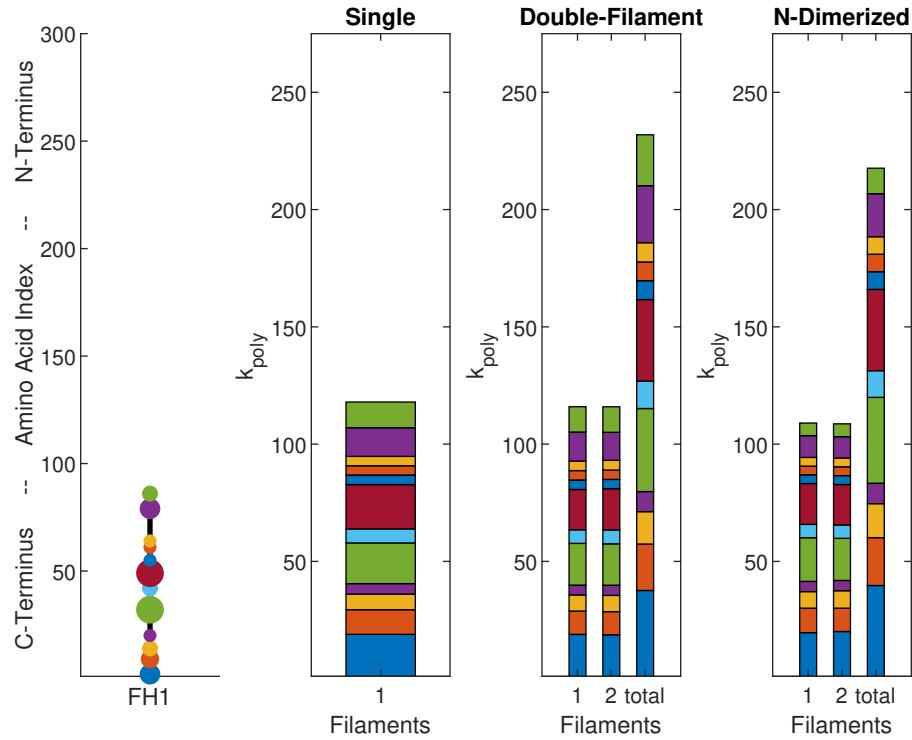 Single
Double-Filament
N-Dimerized
C-Terminus -- Amino Acid Index -- N-Terminus
300
250
200
150
100
50
FH1
k_poly
250
200
150
100
50
1
Filaments
k_poly
250
200
150
100
50
1 2 total
Filaments
k_poly
250
200
150
100
50
1 2 total
Filaments